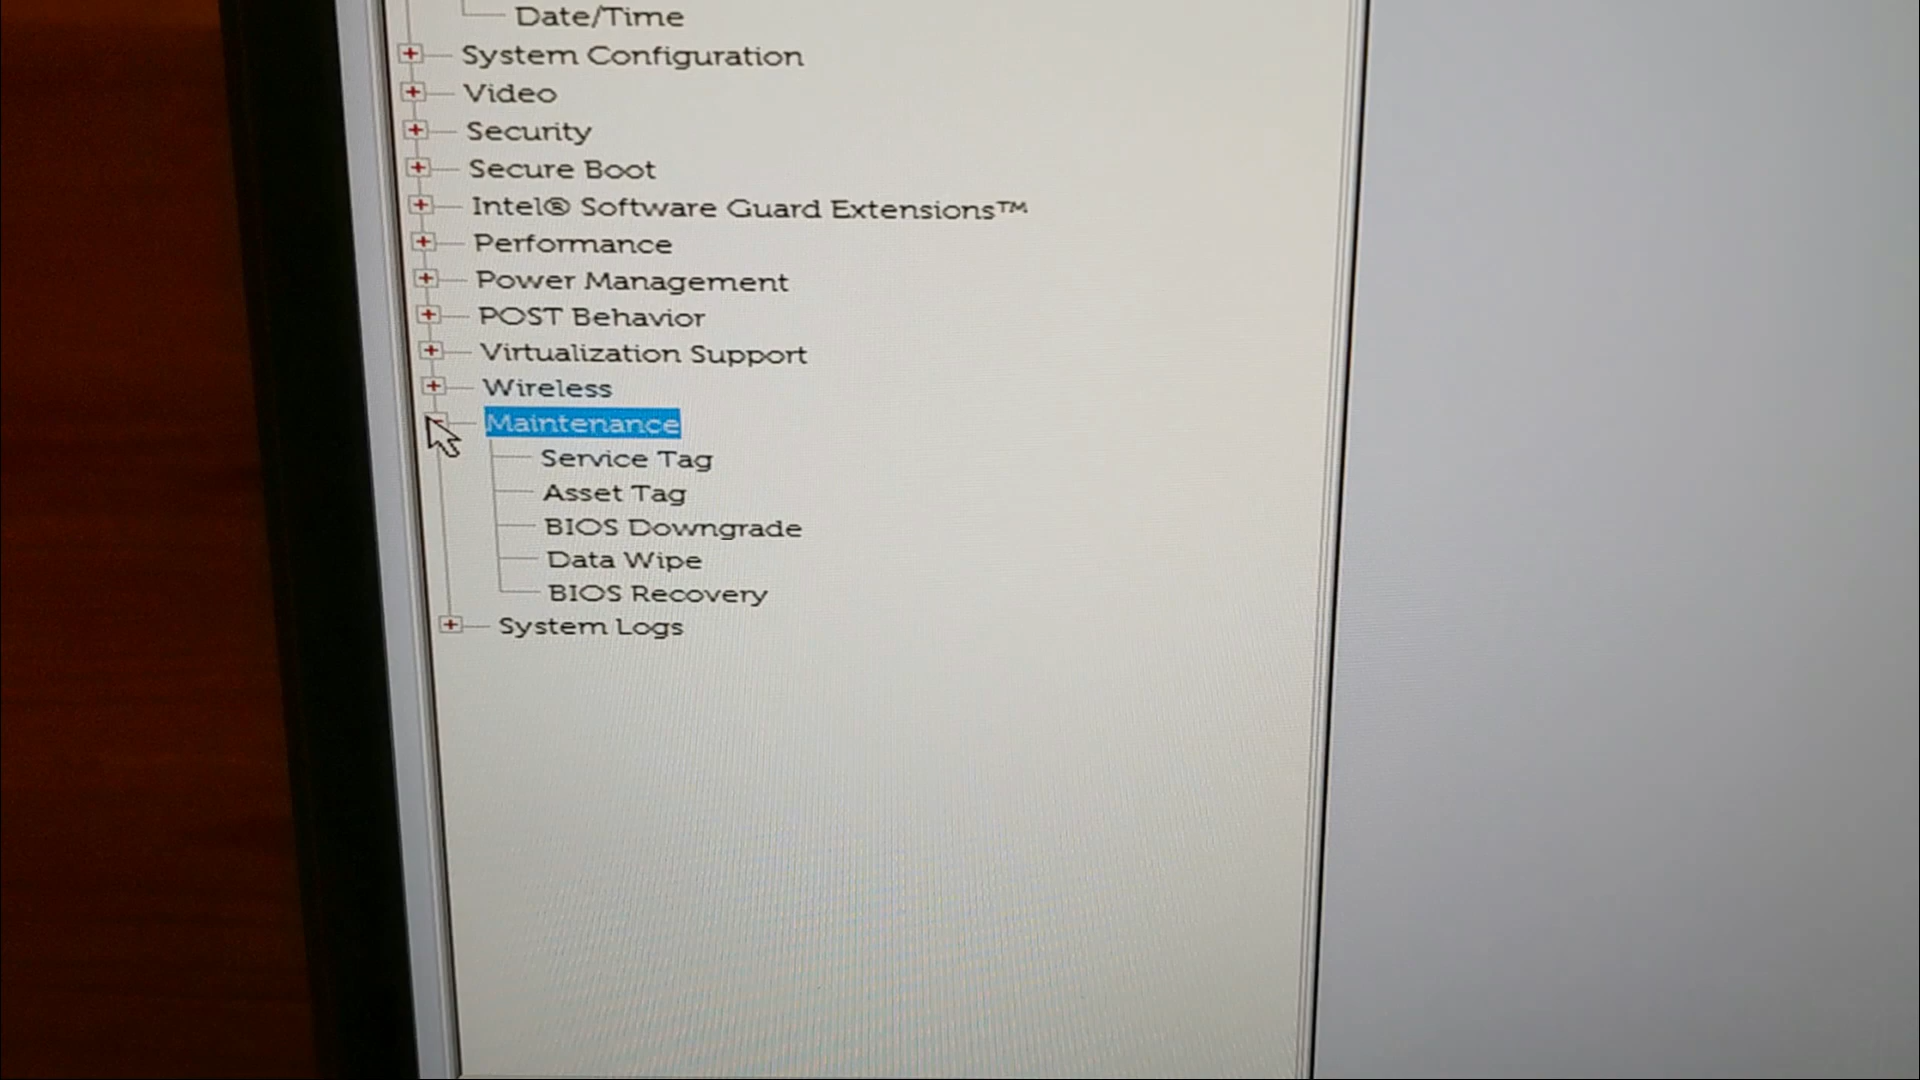 Date/Time
System Configuration
Video
Security
Secure Boot
Intel® Software Guard Extensions™
Performance
Power Management
POST Behavior
Virtualization Support
Wireless
Maintenance
Service Tag
Asset Tag
BIOS Downgrade
Data Wipe
BIOS Recovery
System Logs